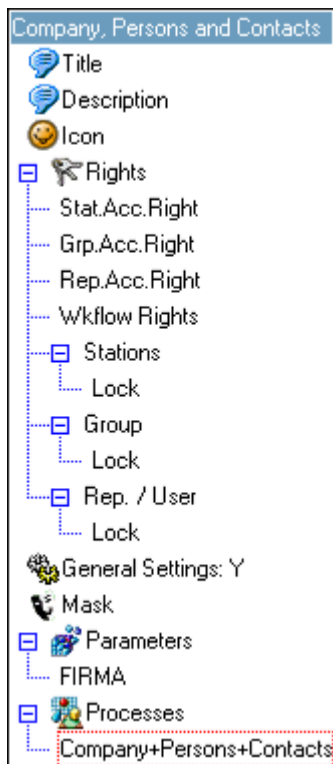 Company, Persons and Contacts
Title
Description
Icon
Rights
Stat.Acc.Right
Grp.Acc.Right
Rep.Acc.Right
Wkflow Rights
Stations
Lock
Group
Lock
Rep. / User
Lock
General Settings: Y
Mask
Parameters
FIRMA
Processes
Company+Persons+Contacts